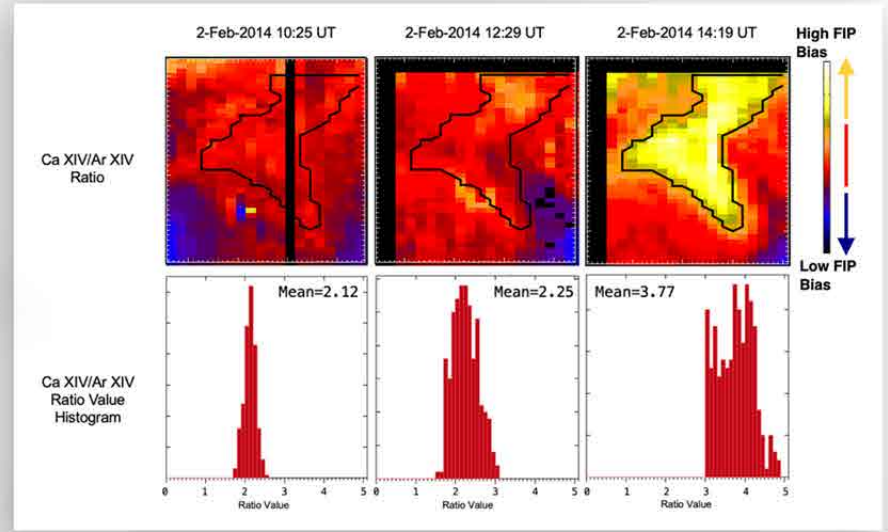 2-Feb-2014 10:25 UT
2-Feb-2014 12:29 UT
2-Feb-2014 14:19 UT
High FIP
Bias
Ca XIV/Ar XIV
Ratio
Low FIP
Bias
Mean=2.12
Mean=2.25
Mean=3.77
Ca XIV/Ar XIV
Ratio Value
Histogram
0 1 2 3 4 5
0 1 2 3 4 5
0 1 2 3 4 5
Ratio Value
Ratio Value
Ratio Value